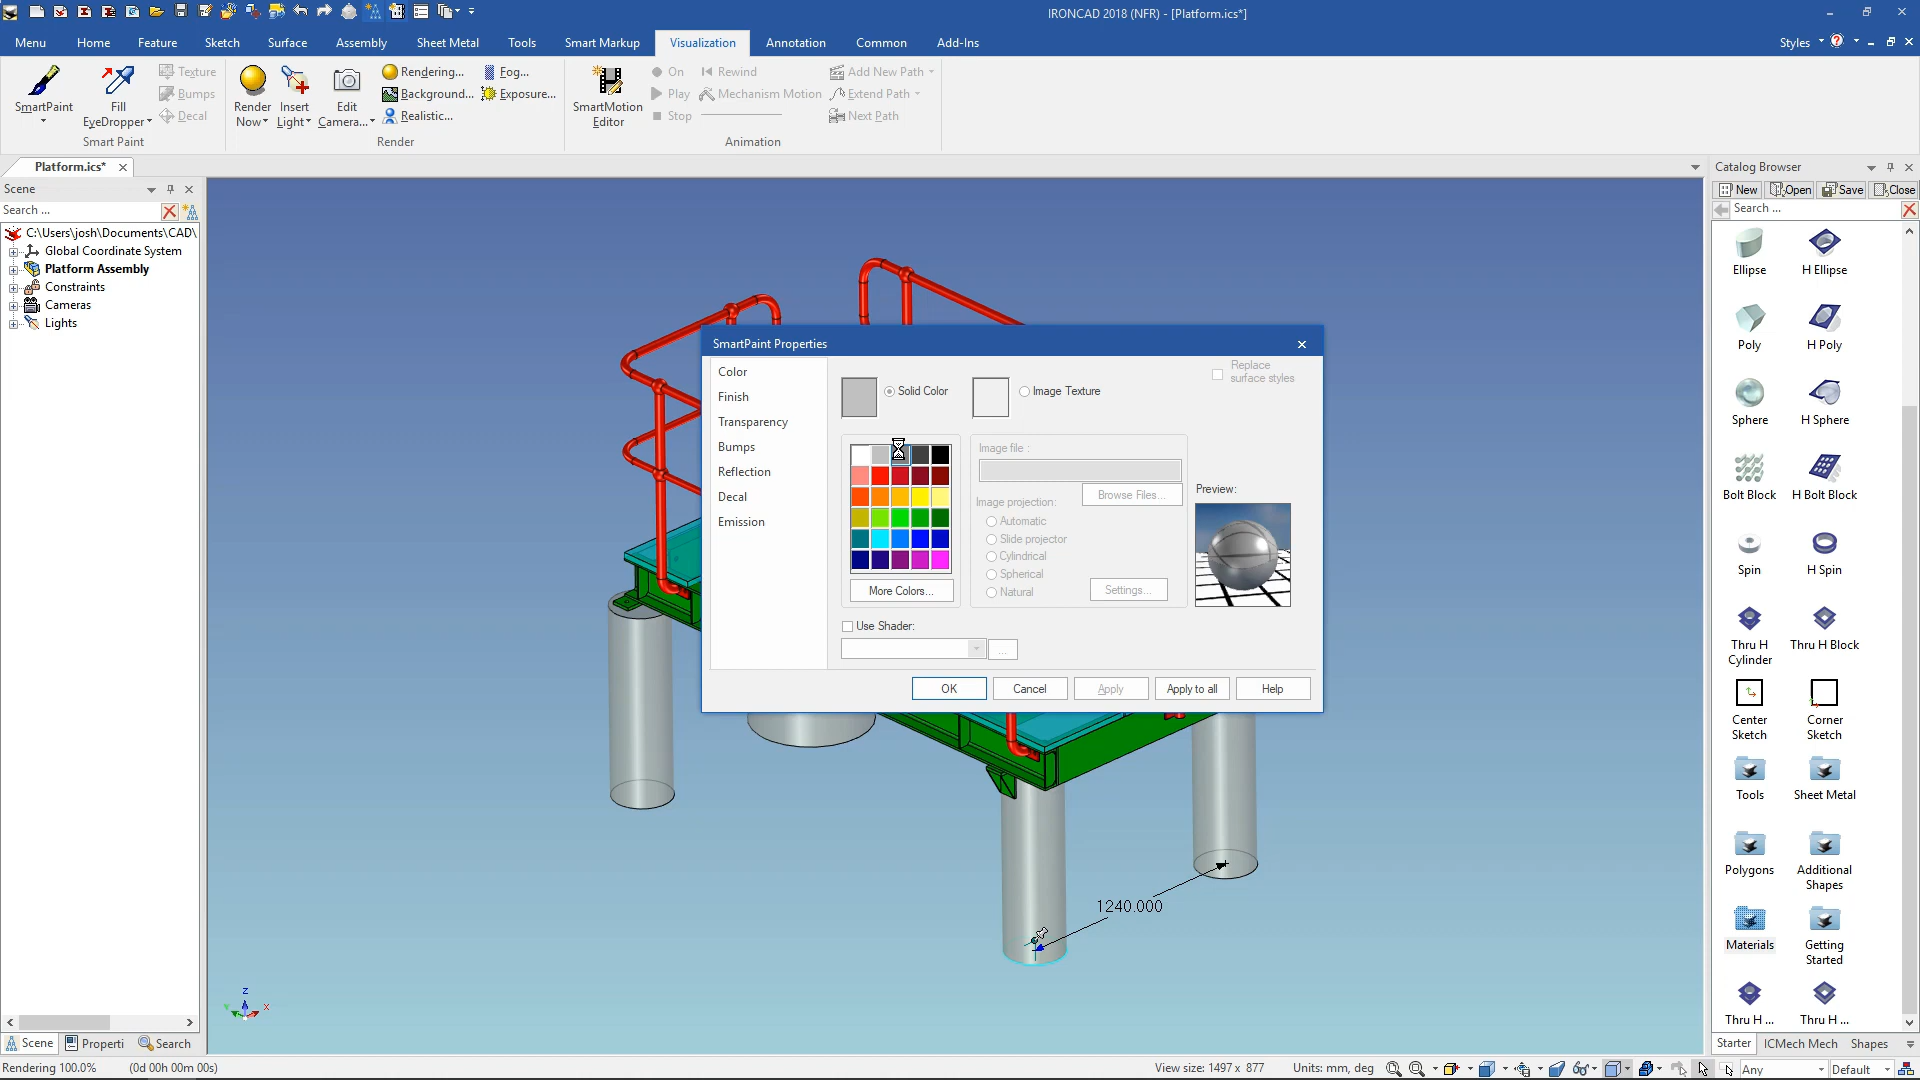 IRONCAD 2018 (NFR) - [Platform.ics*]
Menu Home Feature Sketch Surface Assembly Sheet Metal Tools Smart Markup Visualization Annotation Common Add-Ins Styles
SmartPaint
Fill EyeDropper
Texture
Bumps
Decal
Smart Paint
Render Now
Insert Light
Edit Camera...
Rendering...
Background...
Realistic...
Fog...
Exposure...
Render
SmartMotion Editor
On
Play
Stop
Rewind
Mechanism Motion
Add New Path
Extend Path
Next Path
Animation
Platform.ics*
Scene
Search ...
C:\Users\josh\Documents\CAD\
Global Coordinate System
Platform Assembly
Constraints
Cameras
Lights
Scene Properti Search
SmartPaint Properties
Color
Finish
Transparency
Bumps
Reflection
Decal
Emission
Solid Color
Image Texture
Replace surface styles
More Colors...
Use Shader:
...
Image file :
Browse Files...
Image projection:
Automatic
Slide projector
Cylindrical
Spherical
Natural
Settings...
Preview:
OK Cancel Apply Apply to all Help
1240.000
Z
X
Y
Catalog Browser
New Open Save Close
Search ...
Ellipse H Ellipse
Poly H Poly
Sphere H Sphere
Bolt Block H Bolt Block
Spin H Spin
Thru H Cylinder Thru H Block
Center Sketch Corner Sketch
Tools Sheet Metal
Polygons Additional Shapes
Materials Getting Started
Thru H ... Thru H ...
Starter ICMech Mech Shapes
Rendering 100.0% (0d 00h 00m 00s) View size: 1497 x 877 Units: mm, deg Any Default